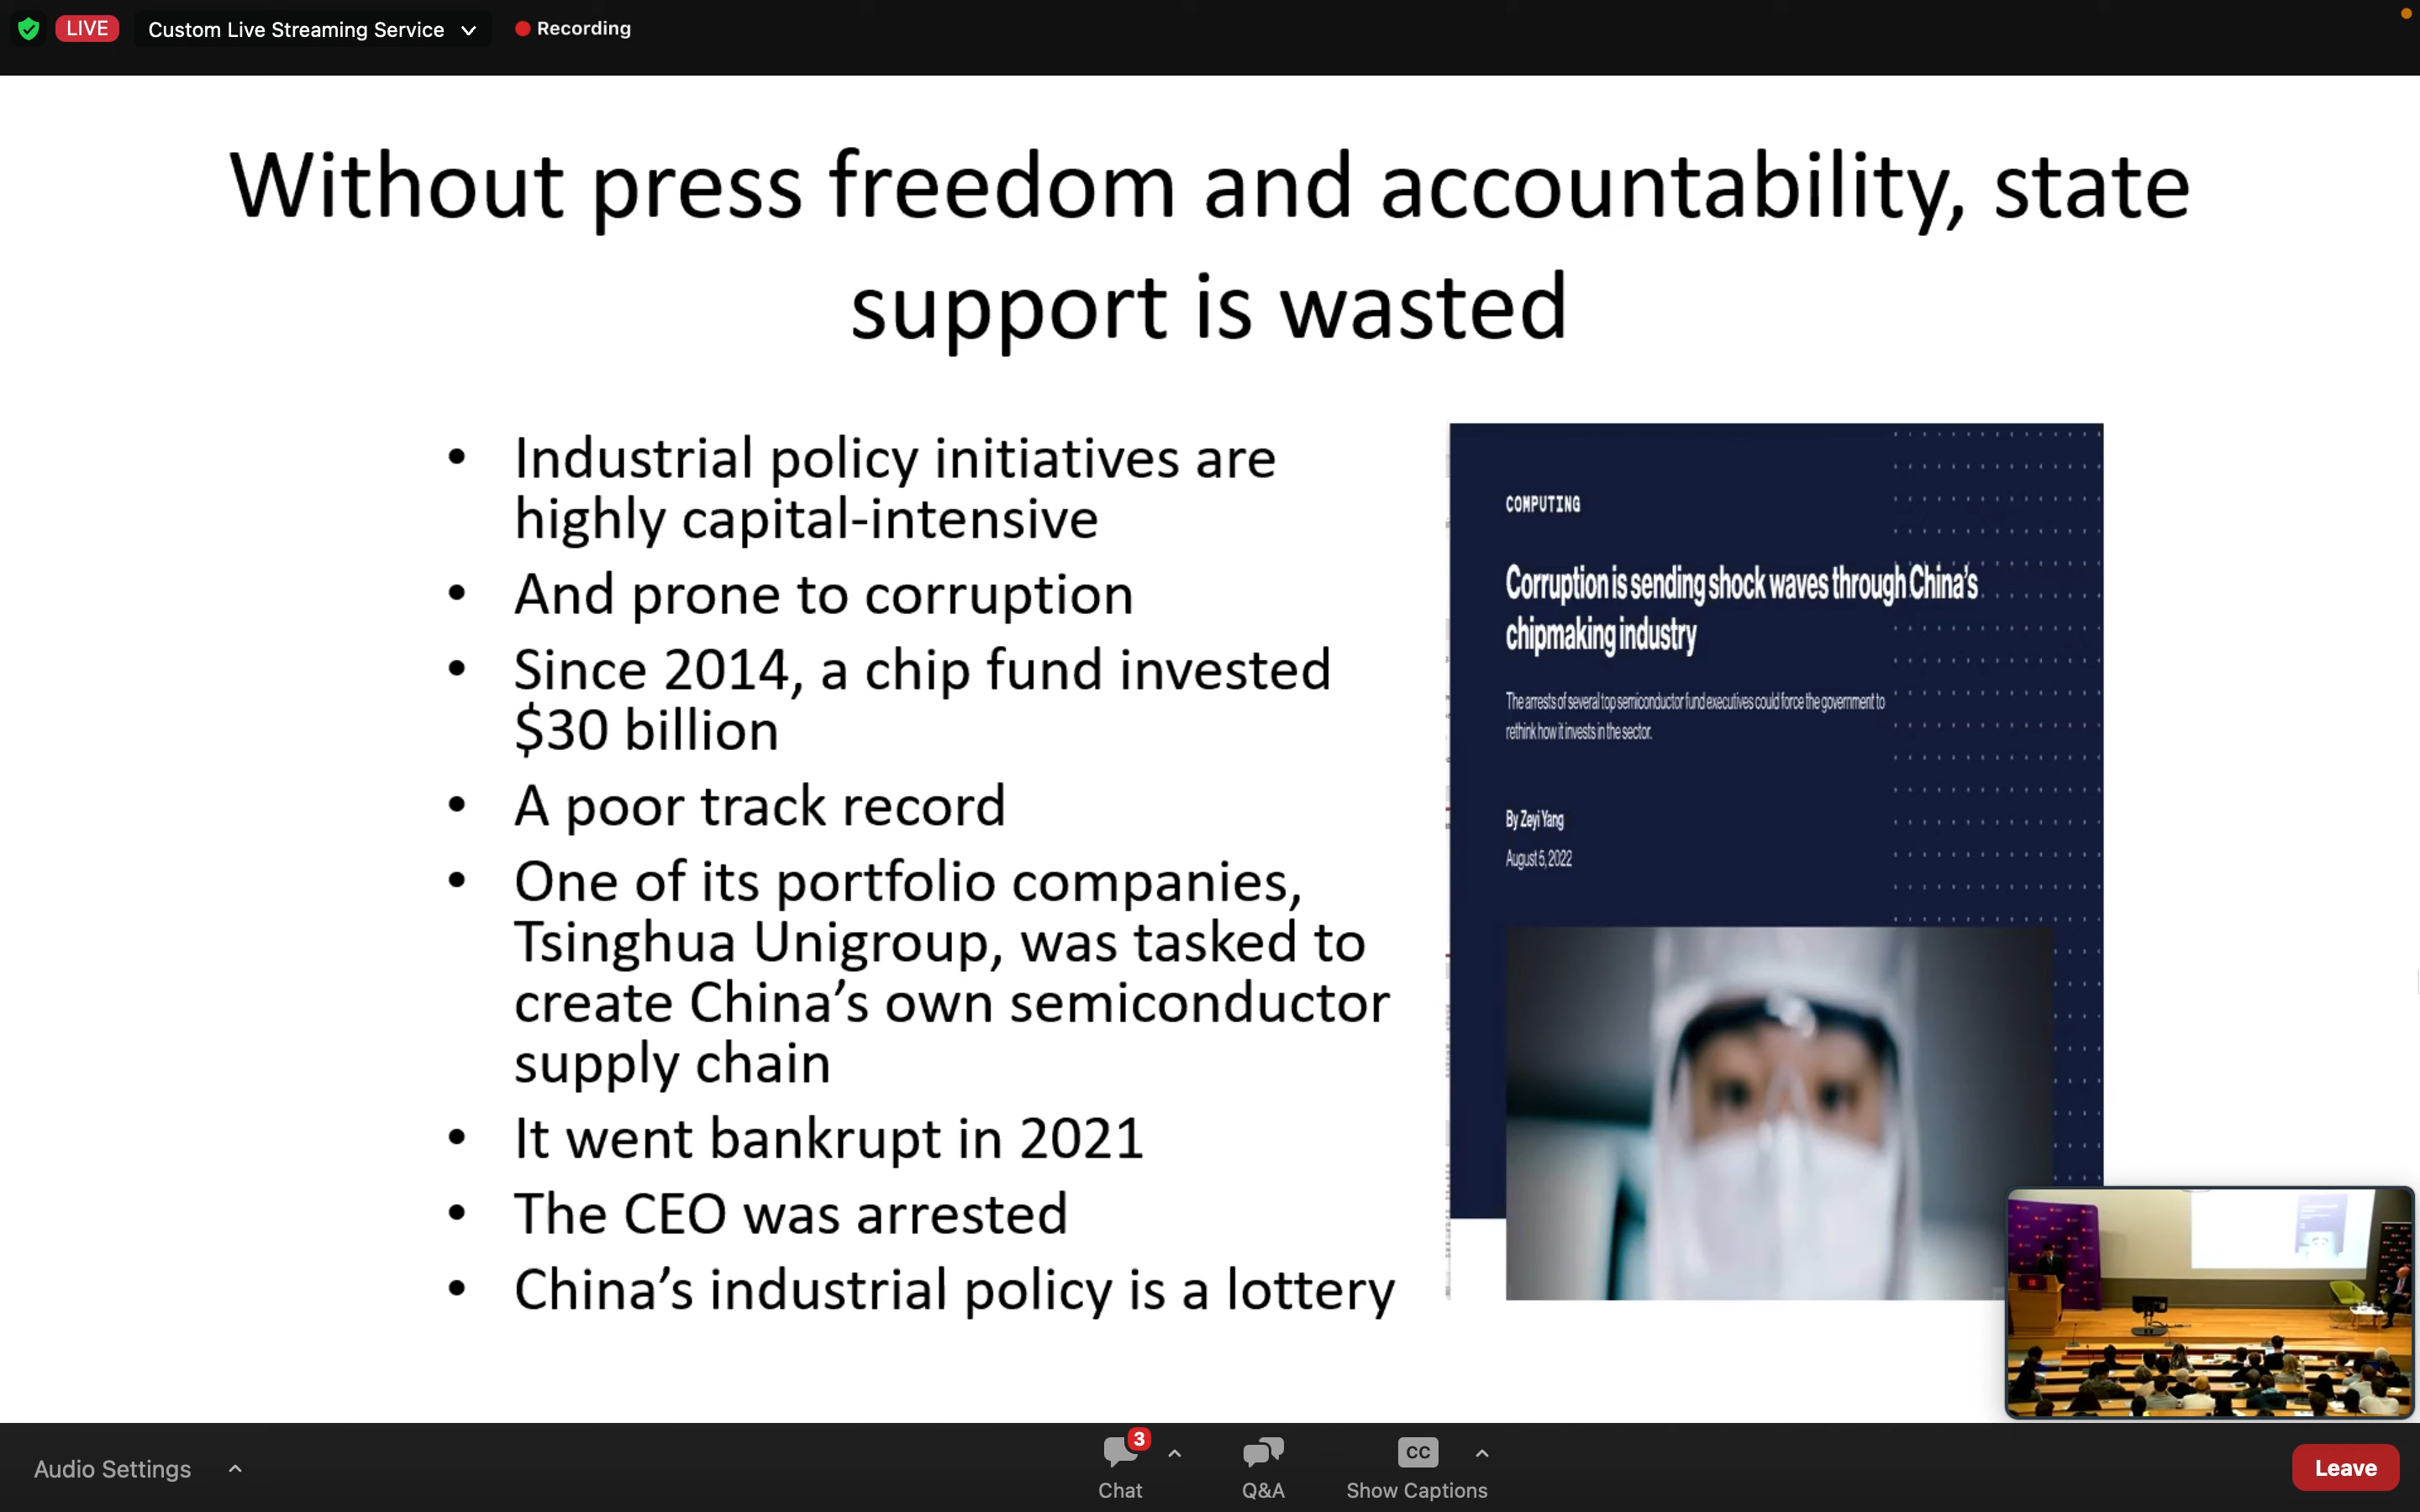 LIVE
Custom Live Streaming Service
Recording
Without press freedom and accountability, state
support is wasted
• Industrial policy initiatives are
highly capital-intensive
• And prone to corruption
• Since 2014, a chip fund invested
$30 billion
• A poor track record
• One of its portfolio companies,
Tsinghua Unigroup, was tasked to
create China’s own semiconductor
supply chain
• It went bankrupt in 2021
• The CEO was arrested
• China’s industrial policy is a lottery
COMPUTING
Corruption is sending shock waves through China’s
chipmaking industry
The arrests of several top semiconductor fund executives could force the government to
rethink how it invests in the sector.
By Zeyi Yang
August 5, 2022
Audio Settings
3
Chat
Q&A
CC
Show Captions
Leave